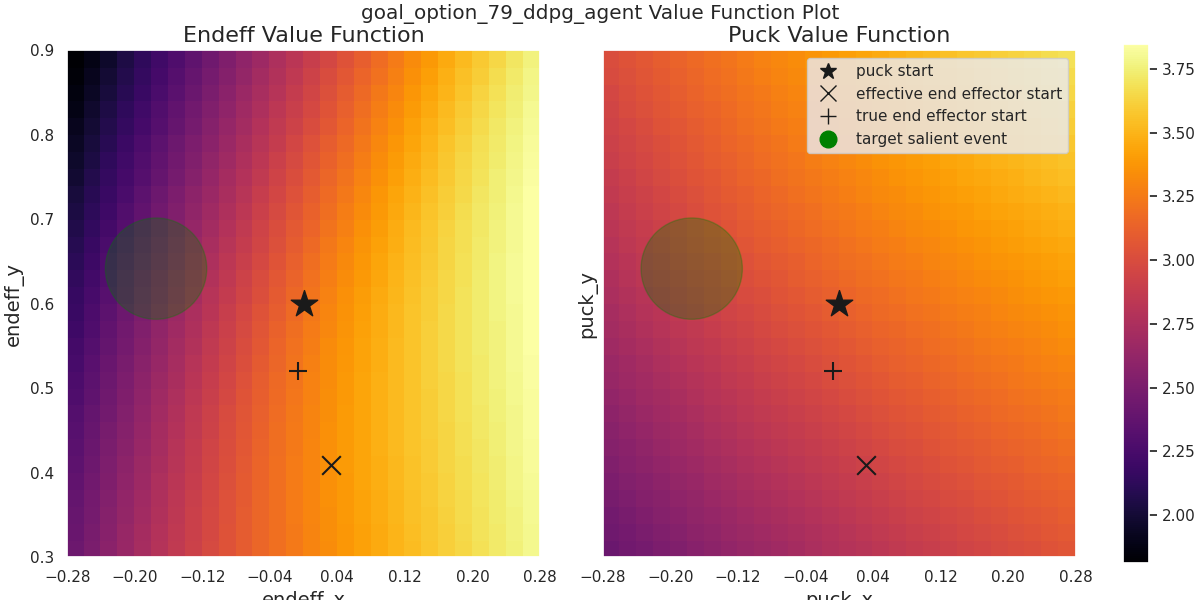 goal_option_79_ddpg_agent Value Function Plot
Endeff Value Function
Puck Value Function
puck start
effective end effector start
true end effector start
target salient event
endeff_y
0.9
0.8
0.7
0.6
0.5
0.4
0.3
−0.28 −0.20 −0.12 −0.04 0.04 0.12 0.20 0.28
endeff_x
puck_y
−0.28 −0.20 −0.12 −0.04 0.04 0.12 0.20 0.28
puck_x
3.75
3.50
3.25
3.00
2.75
2.50
2.25
2.00